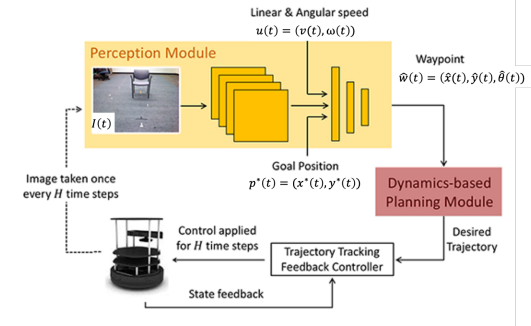 Linear & Angular speed
u(t) = (v(t), ω(t))
Perception Module
Waypoint
ŵ(t) = (x̂(t), ŷ(t), θ̂(t))
I(t)
Goal Position
p*(t) = (x*(t), y*(t))
Image taken once
every H time steps
Dynamics-based
Planning Module
Control applied
for H time steps
Desired
Trajectory
Trajectory Tracking
Feedback Controller
State feedback